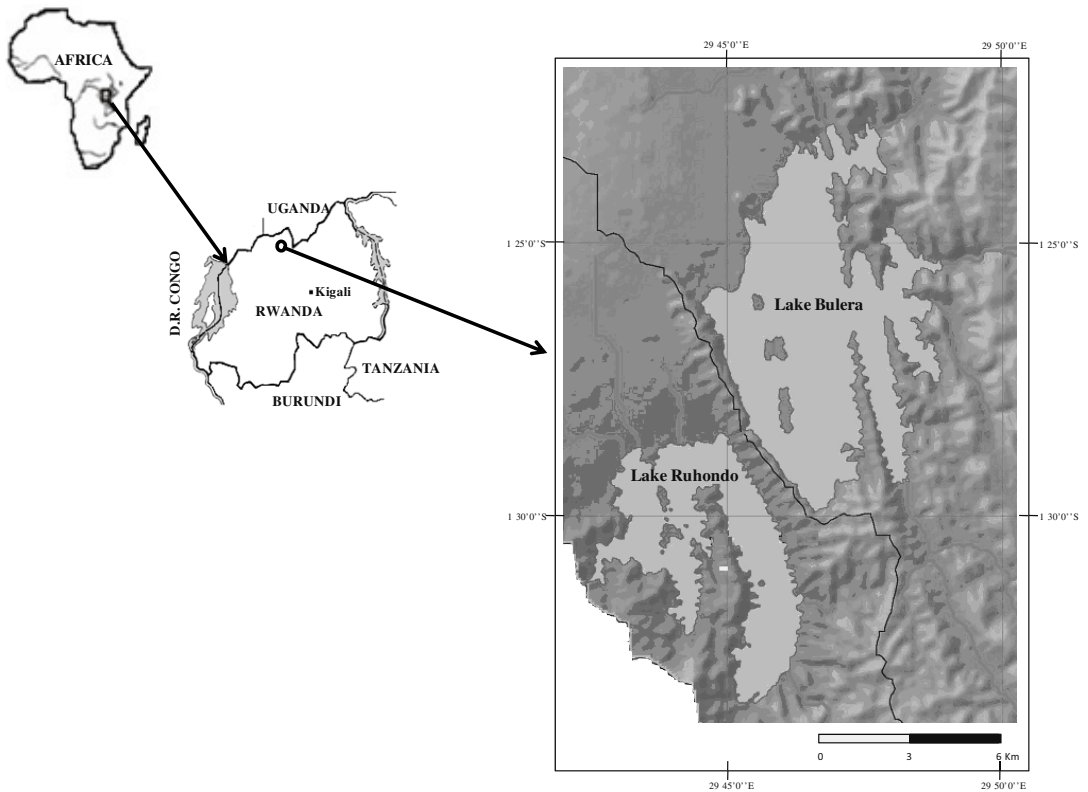 AFRICA
UGANDA
D.R. CONGO
Kigali
RWANDA
TANZANIA
BURUNDI
29 45'0''E
29 50'0''E
1 25'0''S
1 25'0''S
Lake Bulera
Lake Ruhondo
1 30'0''S
1 30'0''S
0 3 6 Km
29 45'0''E
29 50'0''E